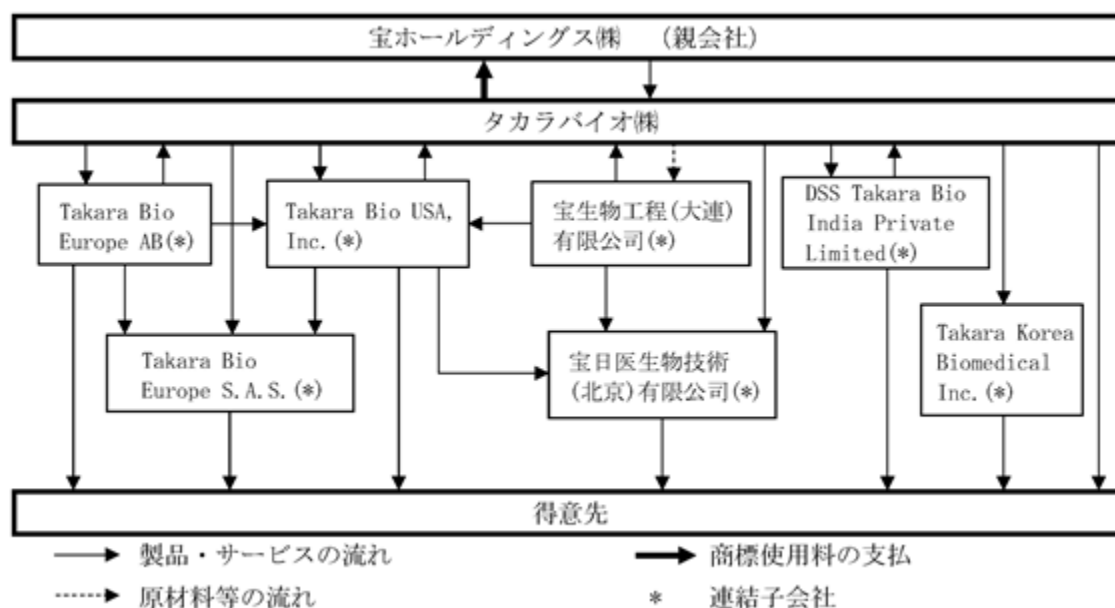 宝ホールディングス㈱　(親会社)
タカラバイオ㈱
Takara Bio
Europe AB(*)
Takara Bio USA,
Inc.(*)
宝生物工程(大連)
有限公司(*)
DSS Takara Bio
India Private
Limited(*)
Takara Bio
Europe S.A.S.(*)
宝日医生物技術
(北京)有限公司(*)
Takara Korea
Biomedical
Inc.(*)
得意先
製品・サービスの流れ
商標使用料の支払
原材料等の流れ
*　連結子会社